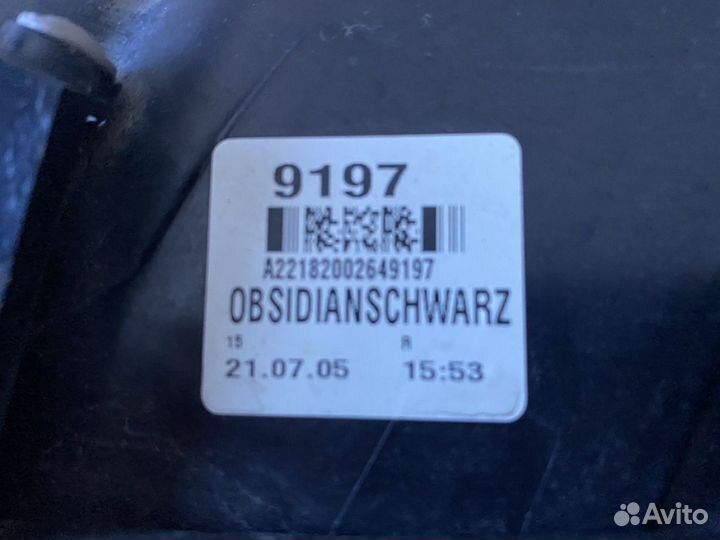 9197
A22182002649197
OBSIDIANSCHWARZ
15 R
21.07.05 15:53
Avito